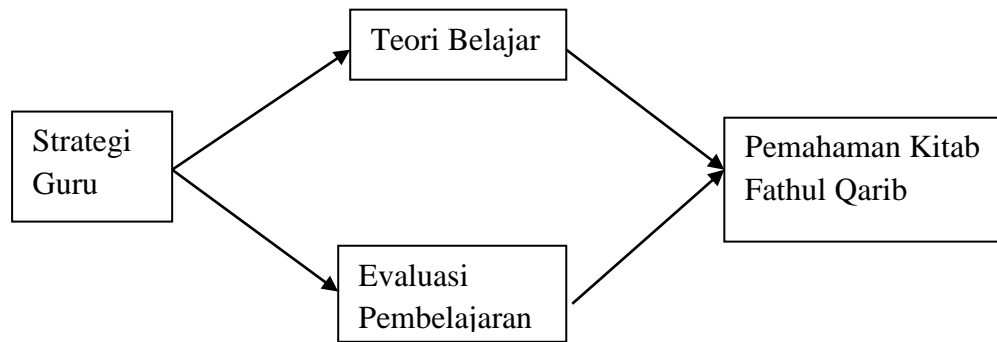 Teori Belajar
Strategi
Guru
Pemahaman Kitab
Fathul Qarib
Evaluasi
Pembelajaran